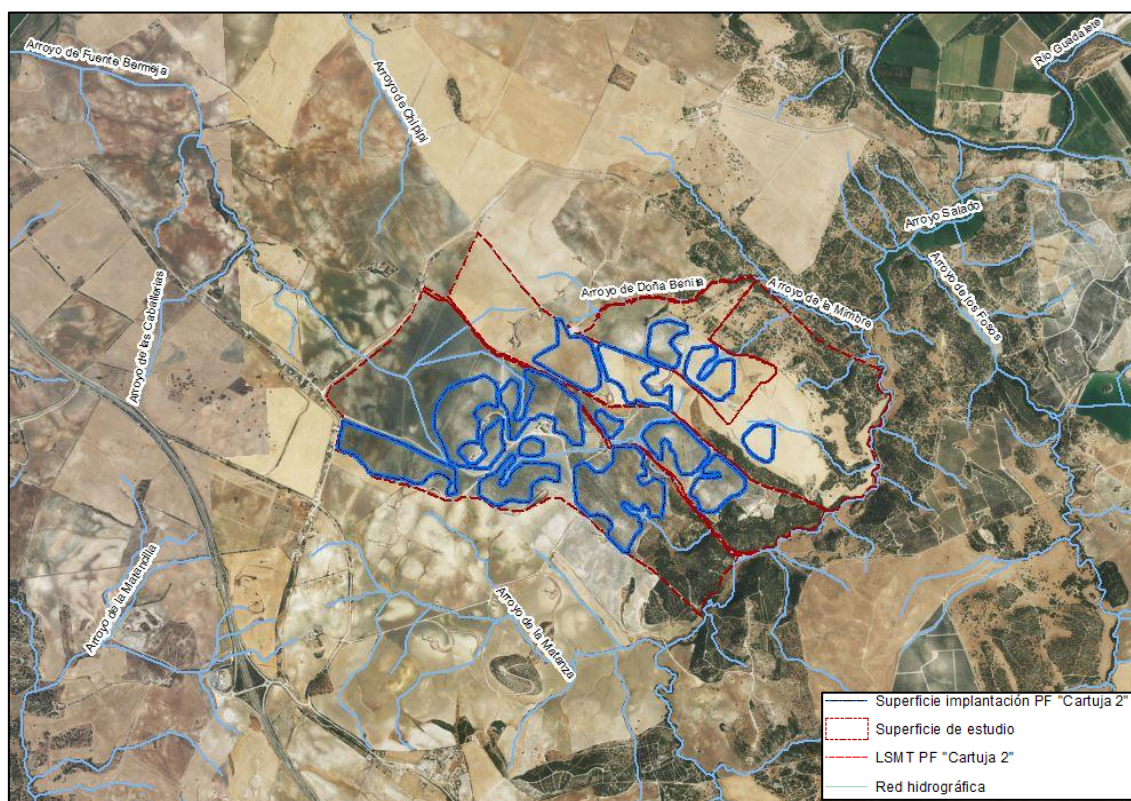 Arroyo de Fuente Bermeja
Arroyo de Chipipi
Río Guadalete
Arroyo Salado
Arroyo de los Fosos
Arroyo de las Caballerias
Arroyo de Doña Benita
Arroyo de la Mimbre
Arroyo de la Matancilla
Arroyo de la Matanza
Superficie implantación PF "Cartuja 2"
Superficie de estudio
LSMT PF "Cartuja 2"
Red hidrográfica